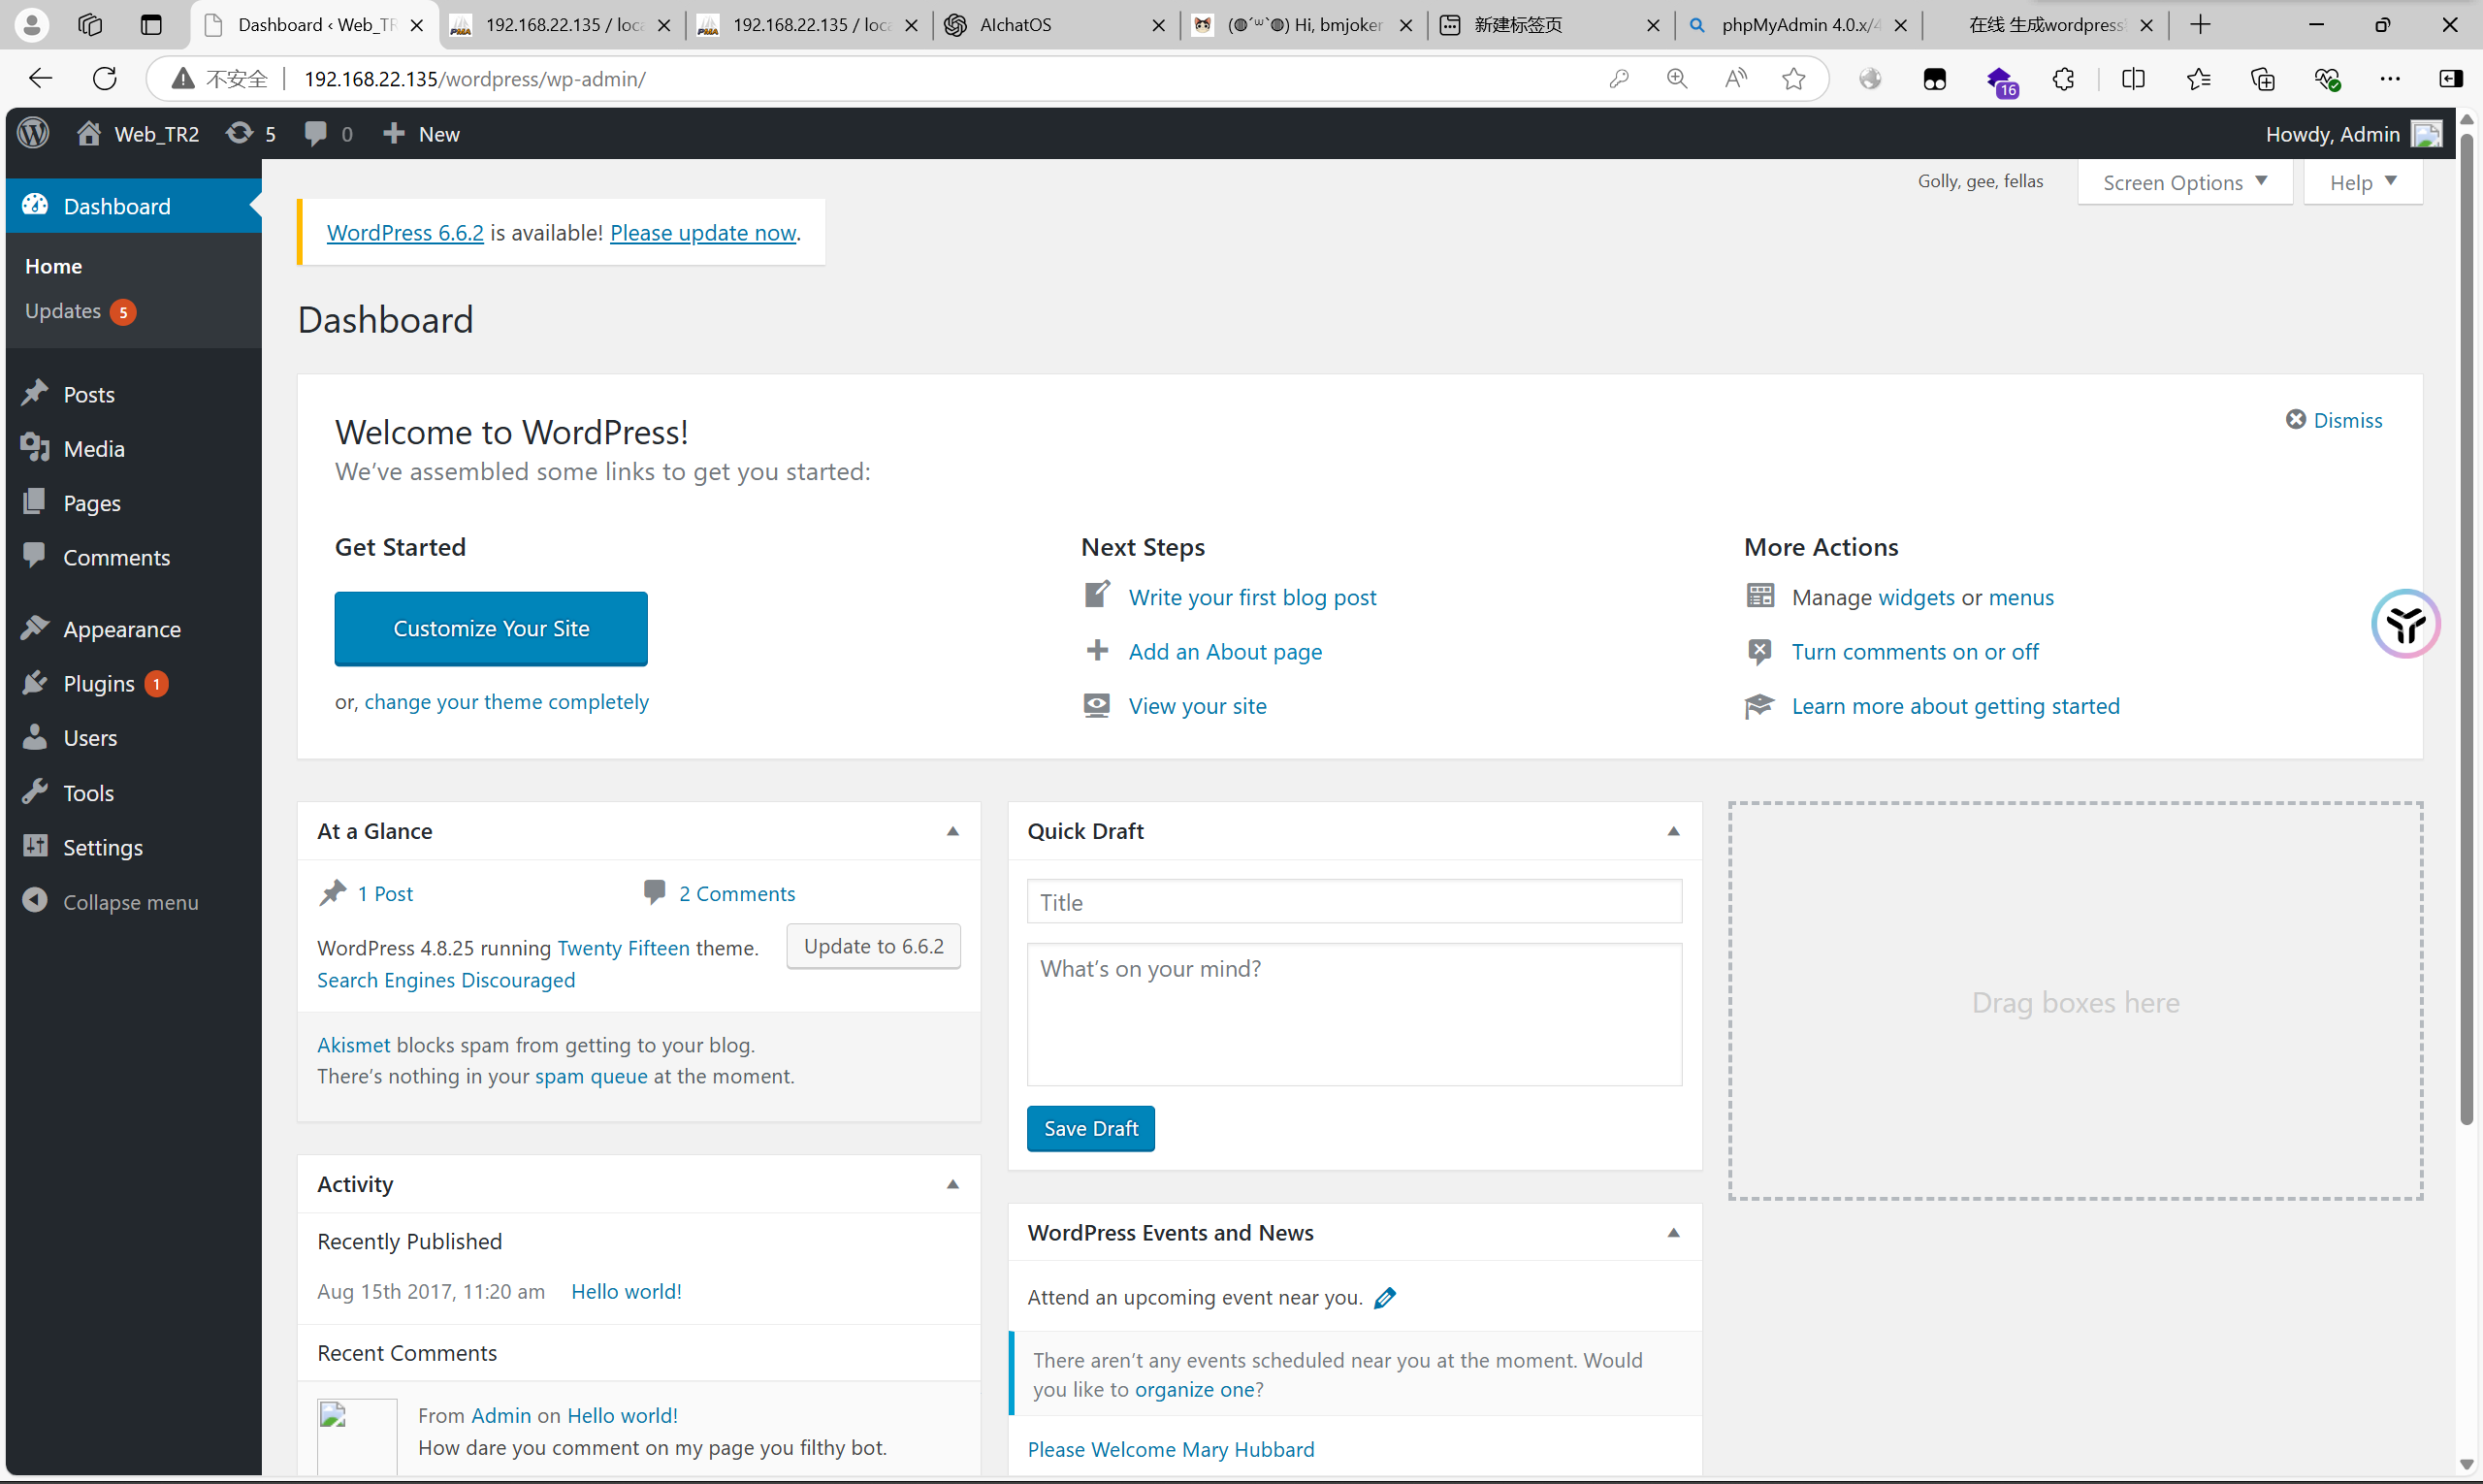 Dashboard ‹ Web_TR
192.168.22.135 / loca
192.168.22.135 / loca
AIchatOS
(◍´꒳`◍) Hi, bmjoker
新建标签页
phpMyAdmin 4.0.x/4
在线 生成wordpress
不安全
192.168.22.135/wordpress/wp-admin/
16
Web_TR2
5
0
New
Howdy, Admin
Dashboard
Home
Updates 5
Posts
Media
Pages
Comments
Appearance
Plugins 1
Users
Tools
Settings
Collapse menu
Golly, gee, fellas
Screen Options
Help
WordPress 6.6.2 is available! Please update now.
Dashboard
Welcome to WordPress!
We’ve assembled some links to get you started:
Dismiss
Get Started
Customize Your Site
or, change your theme completely
Next Steps
Write your first blog post
Add an About page
View your site
More Actions
Manage widgets or menus
Turn comments on or off
Learn more about getting started
At a Glance
1 Post
2 Comments
WordPress 4.8.25 running Twenty Fifteen theme.
Update to 6.6.2
Search Engines Discouraged
Akismet blocks spam from getting to your blog.
There’s nothing in your spam queue at the moment.
Activity
Recently Published
Aug 15th 2017, 11:20 am Hello world!
Recent Comments
From Admin on Hello world!
How dare you comment on my page you filthy bot.
Quick Draft
Title
What’s on your mind?
Save Draft
WordPress Events and News
Attend an upcoming event near you.
There aren’t any events scheduled near you at the moment. Would
you like to organize one?
Please Welcome Mary Hubbard
Drag boxes here